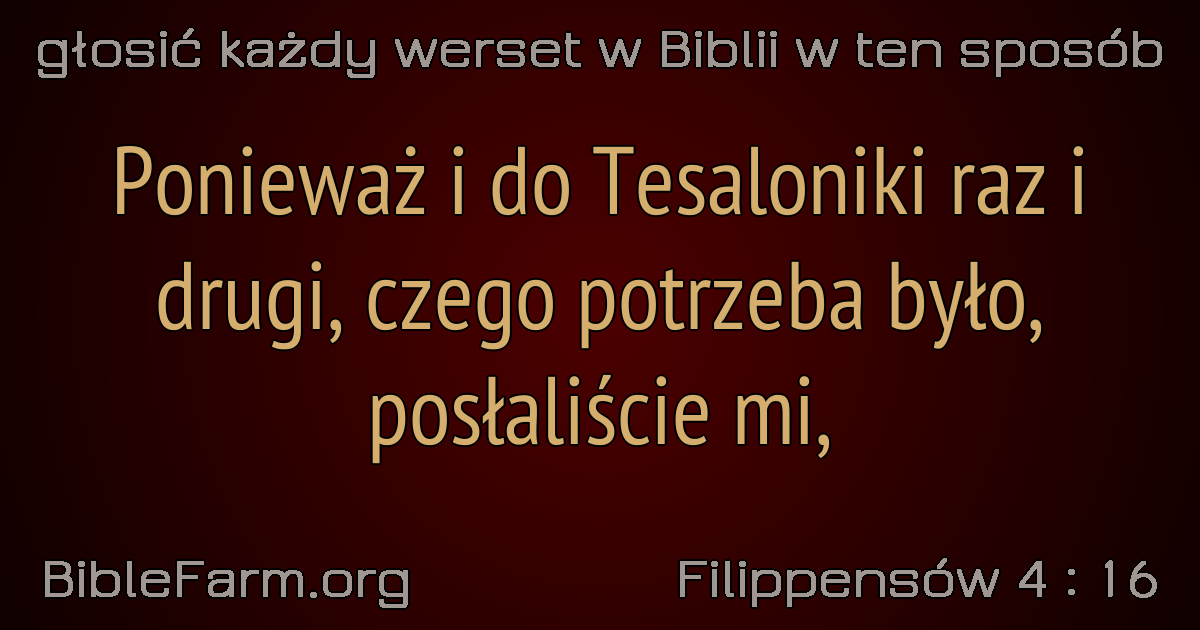 głosić każdy werset w Biblii w ten sposób
Ponieważ i do Tesaloniki raz i
drugi, czego potrzeba było,
posłaliście mi,
BibleFarm.org
Filippensów 4 : 16